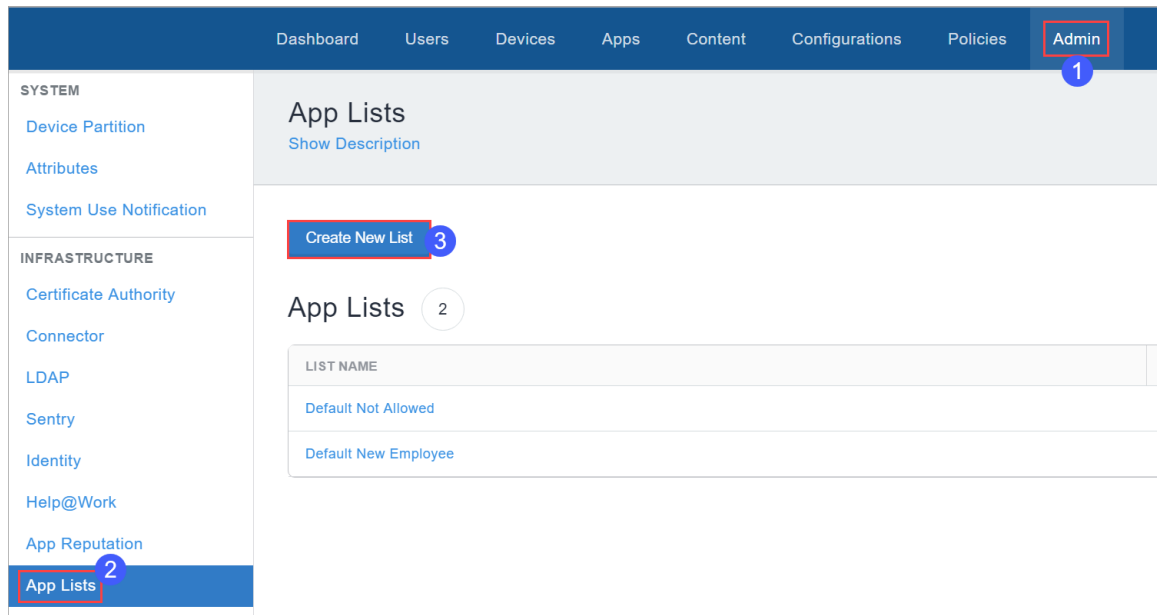 Dashboard Users Devices Apps Content Configurations Policies Admin
1
SYSTEM
Device Partition
Attributes
System Use Notification
INFRASTRUCTURE
Certificate Authority
Connector
LDAP
Sentry
Identity
Help@Work
App Reputation
App Lists 2
App Lists
Show Description
Create New List 3
App Lists 2
LIST NAME
Default Not Allowed
Default New Employee